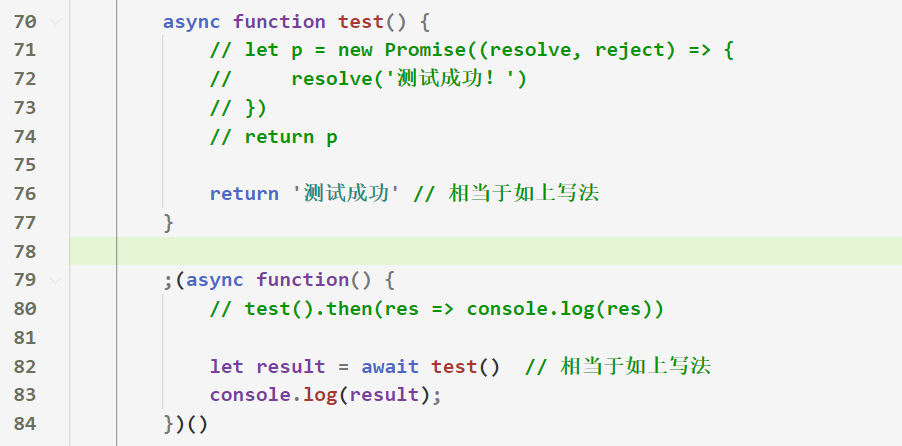 70 async function test() {
71 // let p = new Promise((resolve, reject) => {
72 //     resolve('测试成功！')
73 // })
74 // return p
75
76 return '测试成功' // 相当于如上写法
77 }
78
79 ;(async function() {
80 // test().then(res => console.log(res))
81
82 let result = await test()  // 相当于如上写法
83 console.log(result);
84 })()